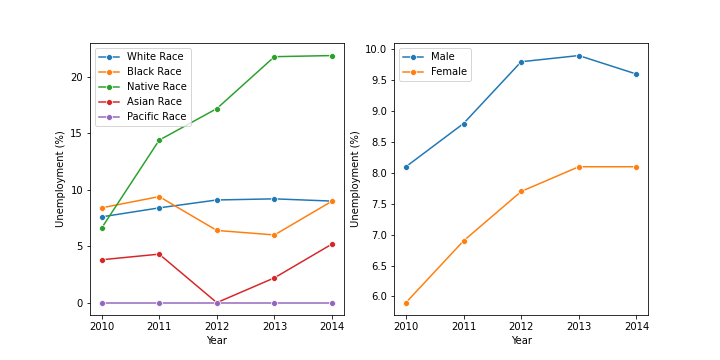 White Race
Black Race
Native Race
Asian Race
Pacific Race
Unemployment (%)
20
15
10
5
0
2010 2011 2012 2013 2014
Year
Male
Female
Unemployment (%)
10.0
9.5
9.0
8.5
8.0
7.5
7.0
6.5
6.0
2010 2011 2012 2013 2014
Year